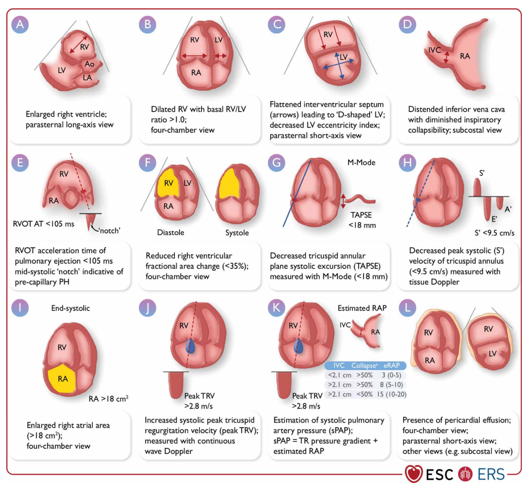 A
RV
Ao
LV
LA
Enlarged right ventricle;
parasternal long-axis view
B
RV
LV
RA
Dilated RV with basal RV/LV
ratio >1.0;
four-chamber view
C
RV
LV
Flattened interventricular septum
(arrows) leading to 'D-shaped' LV;
decreased LV eccentricity index;
parasternal short-axis view
D
IVC
RA
Distended inferior vena cava
with diminished inspiratory
collapsibility; subcostal view
E
RV
RA
RVOT AT <105 ms
'notch'
RVOT acceleration time of
pulmonary ejection <105 ms
mid-systolic 'notch' indicative of
pre-capillary PH
F
RV
LV
RA
Diastole
Systole
Reduced right ventricular
fractional area change (<35%);
four-chamber view
G
M-Mode
TAPSE
<18 mm
Decreased tricuspid annular
plane systolic excursion (TAPSE)
measured with M-Mode (<18 mm)
H
S'
A'
E'
S' <9.5 cm/s
Decreased peak systolic (S')
velocity of tricuspid annulus
(<9.5 cm/s) measured with
tissue Doppler
I
End-systolic
RV
RA
RA >18 cm²
Enlarged right atrial area
(>18 cm²);
four-chamber view
J
RV
Peak TRV
>2.8 m/s
Increased systolic peak tricuspid
regurgitation velocity (peak TRV);
measured with continuous
wave Doppler
K
Estimated RAP
RV
IVC
RA
IVC Collapse eRAP
<2.1 cm >50% 3 (0-5)
>2.1 cm >50% 8 (5-10)
>2.1 cm <50% 15 (10-20)
Peak TRV
>2.8 m/s
Estimation of systolic pulmonary
artery pressure (sPAP);
sPAP = TR pressure gradient +
estimated RAP
L
RV
RA
RV
LV
Presence of pericardial effusion;
four-chamber view;
parasternal short-axis view;
other views (e.g. subcostal view)
ESC ERS